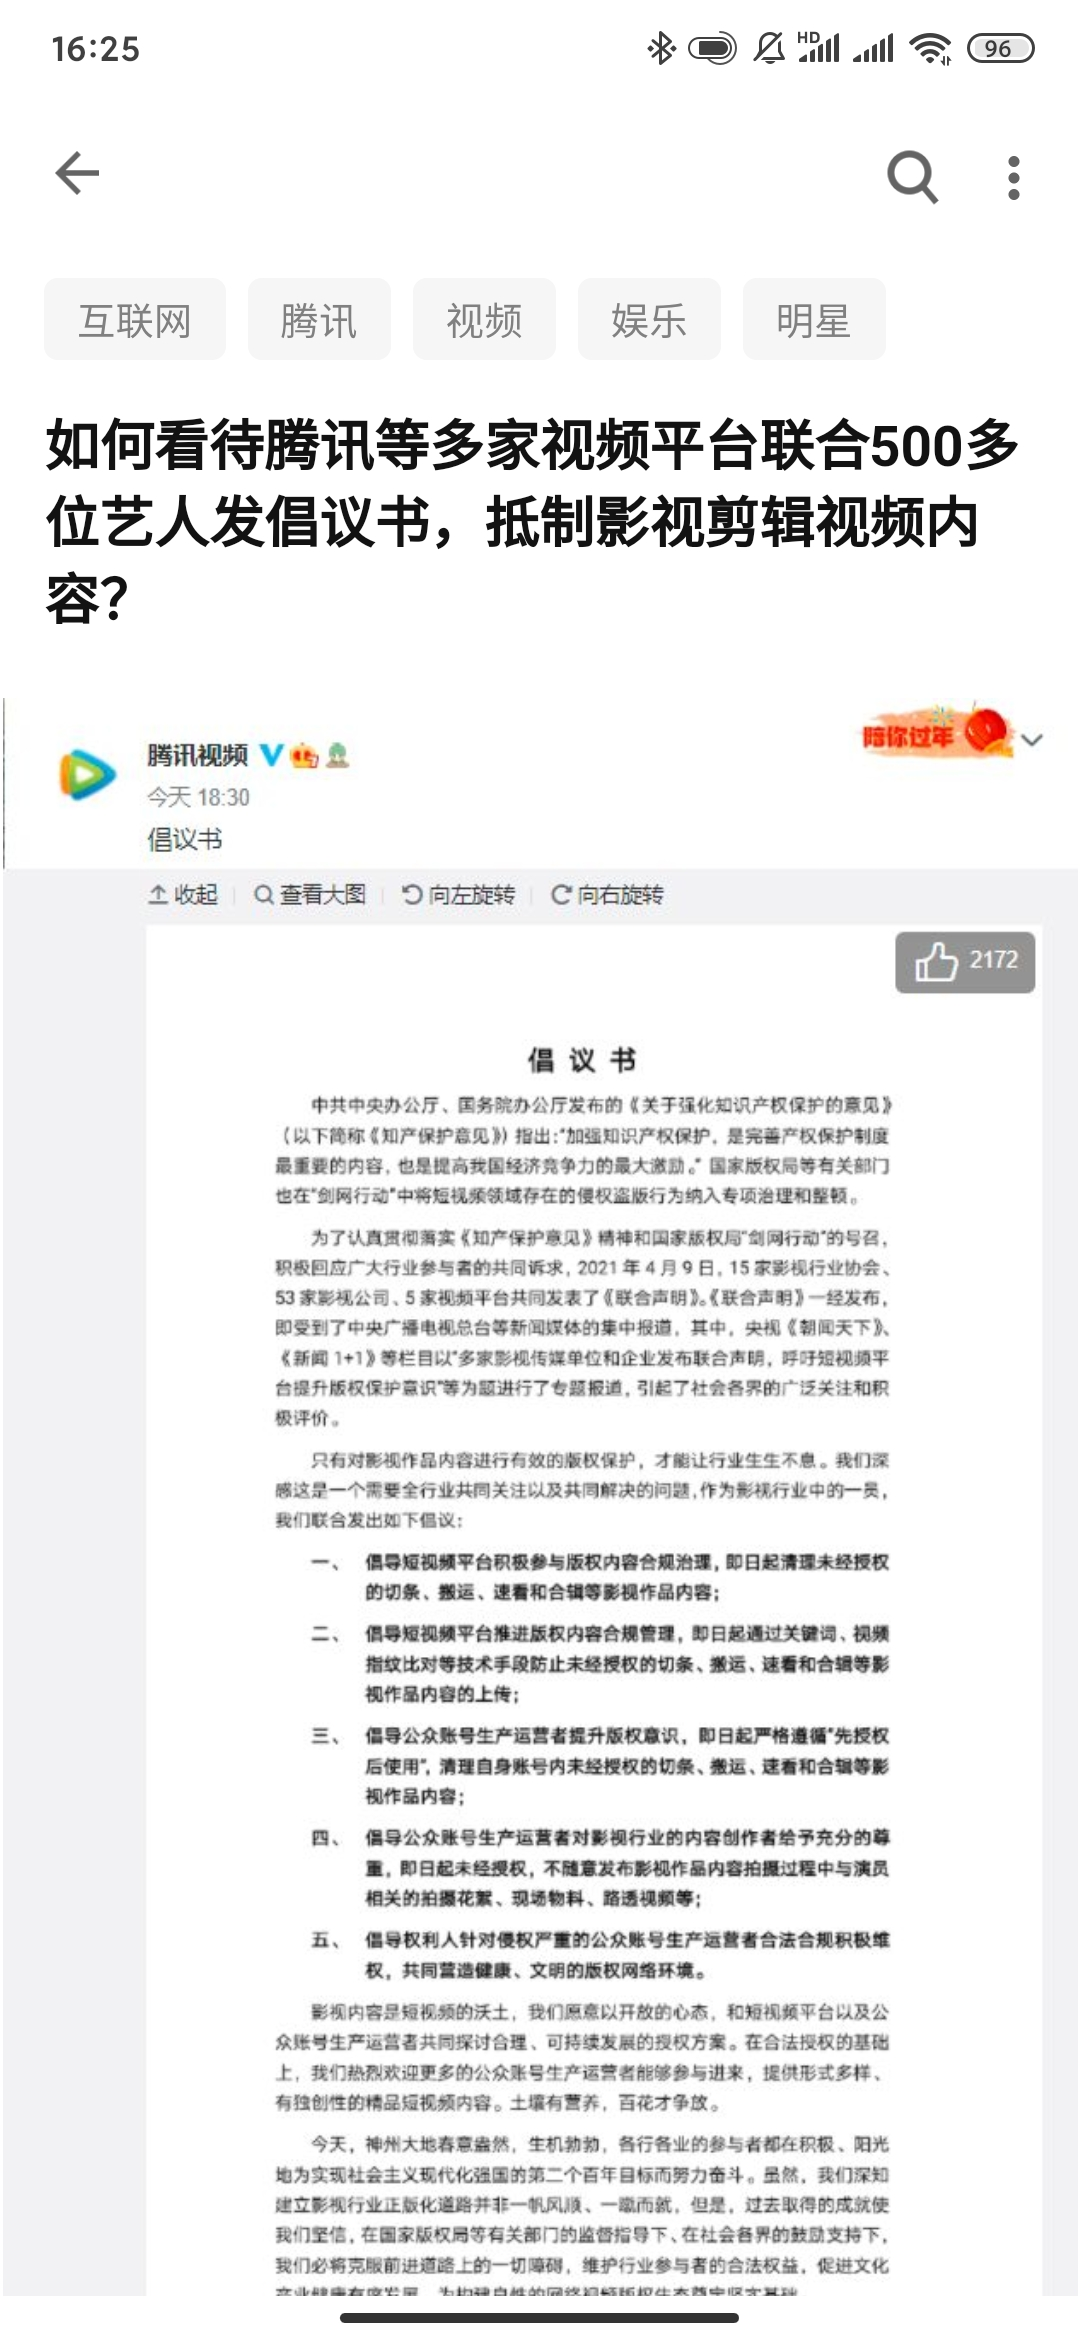 16:25
HD
96
互联网 腾讯 视频 娱乐 明星
如何看待腾讯等多家视频平台联合500多
位艺人发倡议书，抵制影视剪辑视频内
容？
腾讯视频
陪你过年
今天 18:30
倡议书
收起 查看大图 向左旋转 向右旋转
2172
倡 议 书
中共中央办公厅、国务院办公厅发布的《关于强化知识产权保护的意见》
（以下简称《知产保护意见》）指出：“加强知识产权保护，是完善产权保护制度
最重要的内容，也是提高我国经济竞争力的最大激励。”国家版权局等有关部门
也在“剑网行动”中将短视频领域存在的侵权盗版行为纳入专项治理和整顿。
为了认真贯彻落实《知产保护意见》精神和国家版权局“剑网行动”的号召，
积极回应广大行业参与者的共同诉求，2021 年 4 月 9 日，15 家影视行业协会、
53 家影视公司、5 家视频平台共同发表了《联合声明》。《联合声明》一经发布，
即受到了中央广播电视总台等新闻媒体的集中报道，其中，央视《朝闻天下》、
《新闻 1+1》等栏目以“多家影视传媒单位和企业发布联合声明，呼吁短视频平
台提升版权保护意识”等为题进行了专题报道，引起了社会各界的广泛关注和积
极评价。
只有对影视作品内容进行有效的版权保护，才能让行业生生不息。我们深
感这是一个需要全行业共同关注以及共同解决的问题，作为影视行业中的一员，
我们联合发出如下倡议：
一、 倡导短视频平台积极参与版权内容合规治理，即日起清理未经授权
的切条、搬运、速看和合辑等影视作品内容；
二、 倡导短视频平台推进版权内容合规管理，即日起通过关键词、视频
指纹比对等技术手段防止未经授权的切条、搬运、速看和合辑等影
视作品内容的上传；
三、 倡导公众账号生产运营者提升版权意识，即日起严格遵循“先授权
后使用”，清理自身账号内未经授权的切条、搬运、速看和合辑等影
视作品内容；
四、 倡导公众账号生产运营者对影视行业的内容创作者给予充分的尊
重，即日起未经授权，不随意发布影视作品内容拍摄过程中与演员
相关的拍摄花絮、现场物料、路透视频等；
五、 倡导权利人针对侵权严重的公众账号生产运营者合法合规积极维
权，共同营造健康、文明的版权网络环境。
影视内容是短视频的沃土，我们愿意以开放的心态，和短视频平台以及公
众账号生产运营者共同探讨合理、可持续发展的授权方案。在合法授权的基础
上，我们热烈欢迎更多的公众账号生产运营者能够参与进来，提供形式多样、
有独创性的精品短视频内容。土壤有营养，百花才争放。
今天，神州大地春意盎然，生机勃勃，各行各业的参与者都在积极、阳光
地为实现社会主义现代化强国的第二个百年目标而努力奋斗。虽然，我们深知
建立影视行业正版化道路并非一帆风顺、一蹴而就，但是，过去取得的成就使
我们坚信，在国家版权局等有关部门的监督指导下、在社会各界的鼓励支持下，
我们必将克服前进道路上的一切障碍，维护行业参与者的合法权益，促进文化